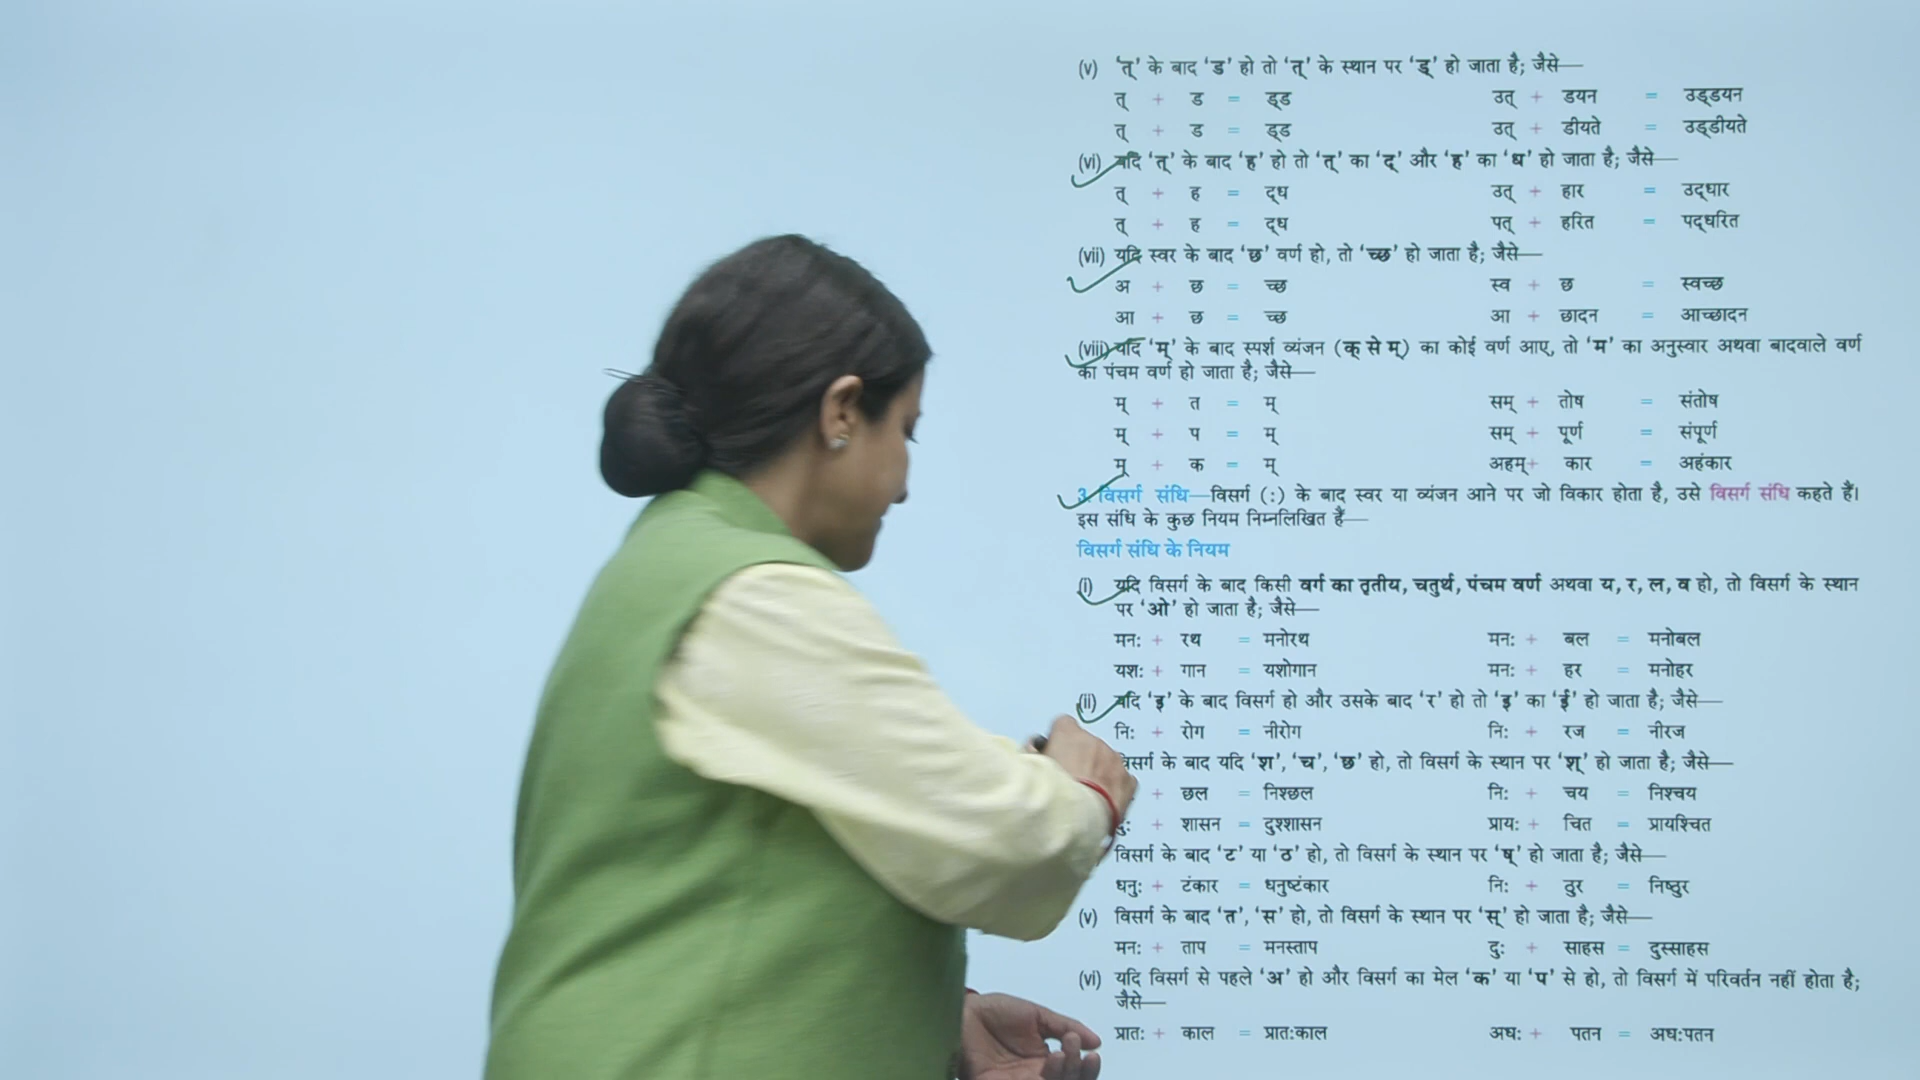 (v) ‘त्’ के बाद ‘ड’ हो तो ‘त्’ के स्थान पर ‘ड्’ हो जाता है; जैसे—
त् + ड = ड्ड उत् + डयन = उड्डयन
त् + ड = ड्ड उत् + डीयते = उड्डीयते
(vi) यदि ‘त्’ के बाद ‘ह’ हो तो ‘त्’ का ‘द्’ और ‘ह’ का ‘ध’ हो जाता है; जैसे—
त् + ह = द्ध उत् + हार = उद्धार
त् + ह = द्ध पत् + हरित = पद्धरित
(vii) यदि स्वर के बाद ‘छ’ वर्ण हो, तो ‘च्छ’ हो जाता है; जैसे—
अ + छ = च्छ स्व + छ = स्वच्छ
आ + छ = च्छ आ + छादन = आच्छादन
(viii) यदि ‘म्’ के बाद स्पर्श व्यंजन (क् से म्) का कोई वर्ण आए, तो ‘म’ का अनुस्वार अथवा बादवाले वर्ण
का पंचम वर्ण हो जाता है; जैसे—
म् + त = म् सम् + तोष = संतोष
म् + प = म् सम् + पूर्ण = संपूर्ण
म् + क = म् अहम्+ कार = अहंकार
3. विसर्ग संधि—विसर्ग (:) के बाद स्वर या व्यंजन आने पर जो विकार होता है, उसे विसर्ग संधि कहते हैं।
इस संधि के कुछ नियम निम्नलिखित हैं—
विसर्ग संधि के नियम
(i) यदि विसर्ग के बाद किसी वर्ग का तृतीय, चतुर्थ, पंचम वर्ण अथवा य, र, ल, व हो, तो विसर्ग के स्थान
पर ‘ओ’ हो जाता है; जैसे—
मन: + रथ = मनोरथ मन: + बल = मनोबल
यश: + गान = यशोगान मन: + हर = मनोहर
(ii) यदि ‘इ’ के बाद विसर्ग हो और उसके बाद ‘र’ हो तो ‘इ’ का ‘ई’ हो जाता है; जैसे—
नि: + रोग = नीरोग नि: + रज = नीरज
विसर्ग के बाद यदि ‘श’, ‘च’, ‘छ’ हो, तो विसर्ग के स्थान पर ‘श्’ हो जाता है; जैसे—
+ छल = निश्छल नि: + चय = निश्चय
दु: + शासन = दुश्शासन प्राय: + चित = प्रायश्चित
विसर्ग के बाद ‘ट’ या ‘ठ’ हो, तो विसर्ग के स्थान पर ‘ष्’ हो जाता है; जैसे—
धनु: + टंकार = धनुष्टंकार नि: + ठुर = निष्ठुर
(v) विसर्ग के बाद ‘त’, ‘स’ हो, तो विसर्ग के स्थान पर ‘स्’ हो जाता है; जैसे—
मन: + ताप = मनस्ताप दु: + साहस = दुस्साहस
(vi) यदि विसर्ग से पहले ‘अ’ हो और विसर्ग का मेल ‘क’ या ‘प’ से हो, तो विसर्ग में परिवर्तन नहीं होता है;
जैसे—
प्रात: + काल = प्रात:काल अध: + पतन = अध:पतन